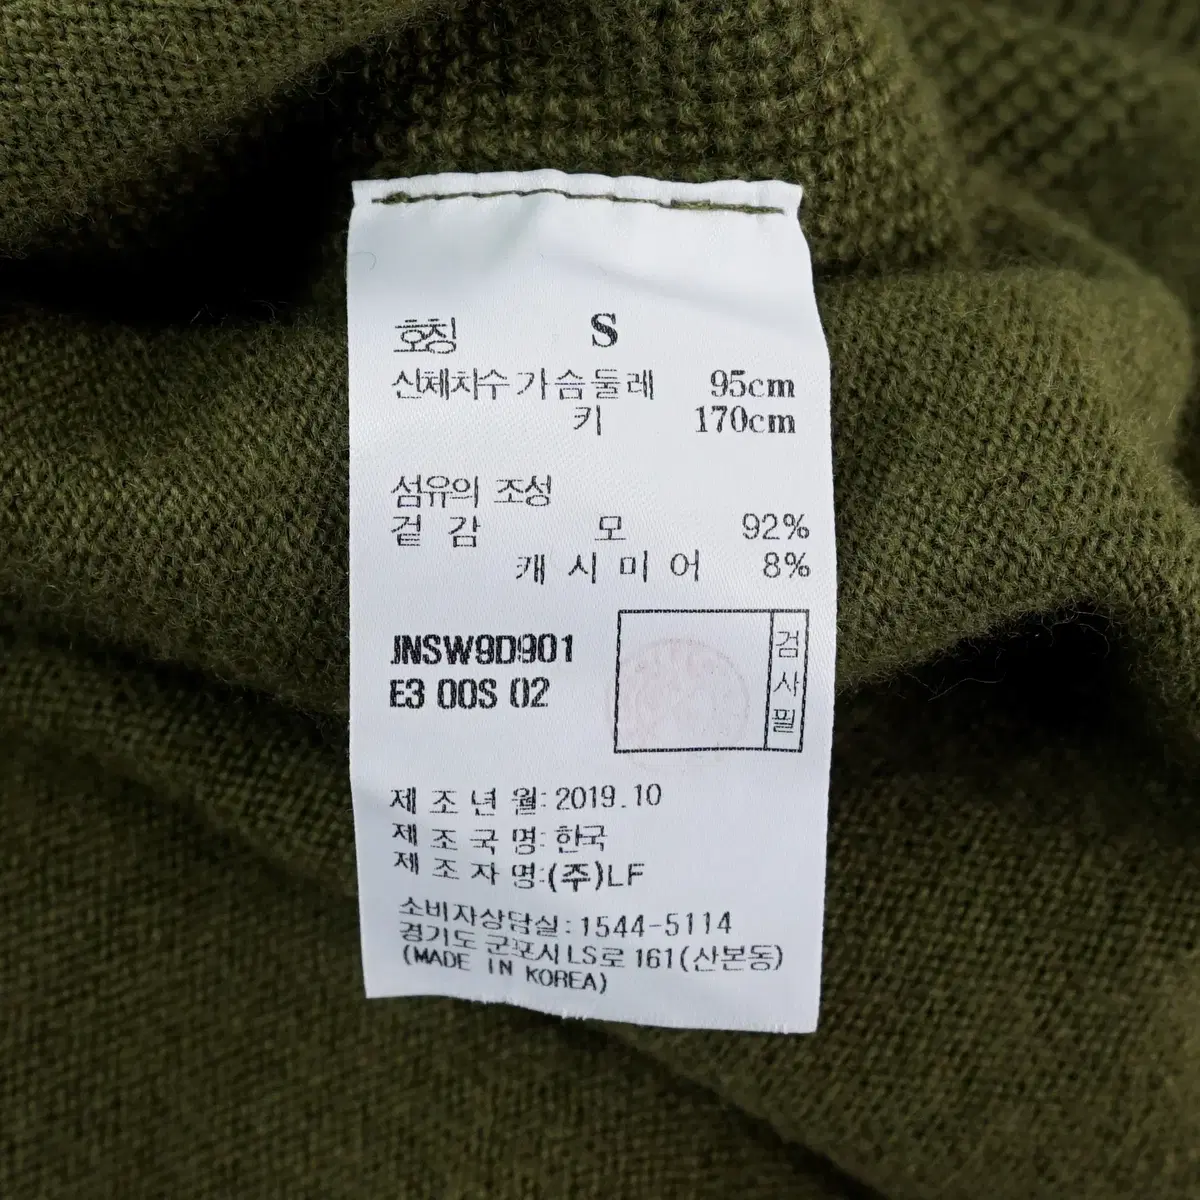 호칭 S
신체치수 가슴둘레 95cm
키 170cm
섬유의 조성
겉감 모 92%
캐시미어 8%
JNSW9D901
E3 00S 02
검사필
제조년월: 2019.10
제조국명: 한국
제조자명:(주)LF
소비자상담실: 1544-5114
경기도 군포시 LS로 161(산본동)
(MADE IN KOREA)